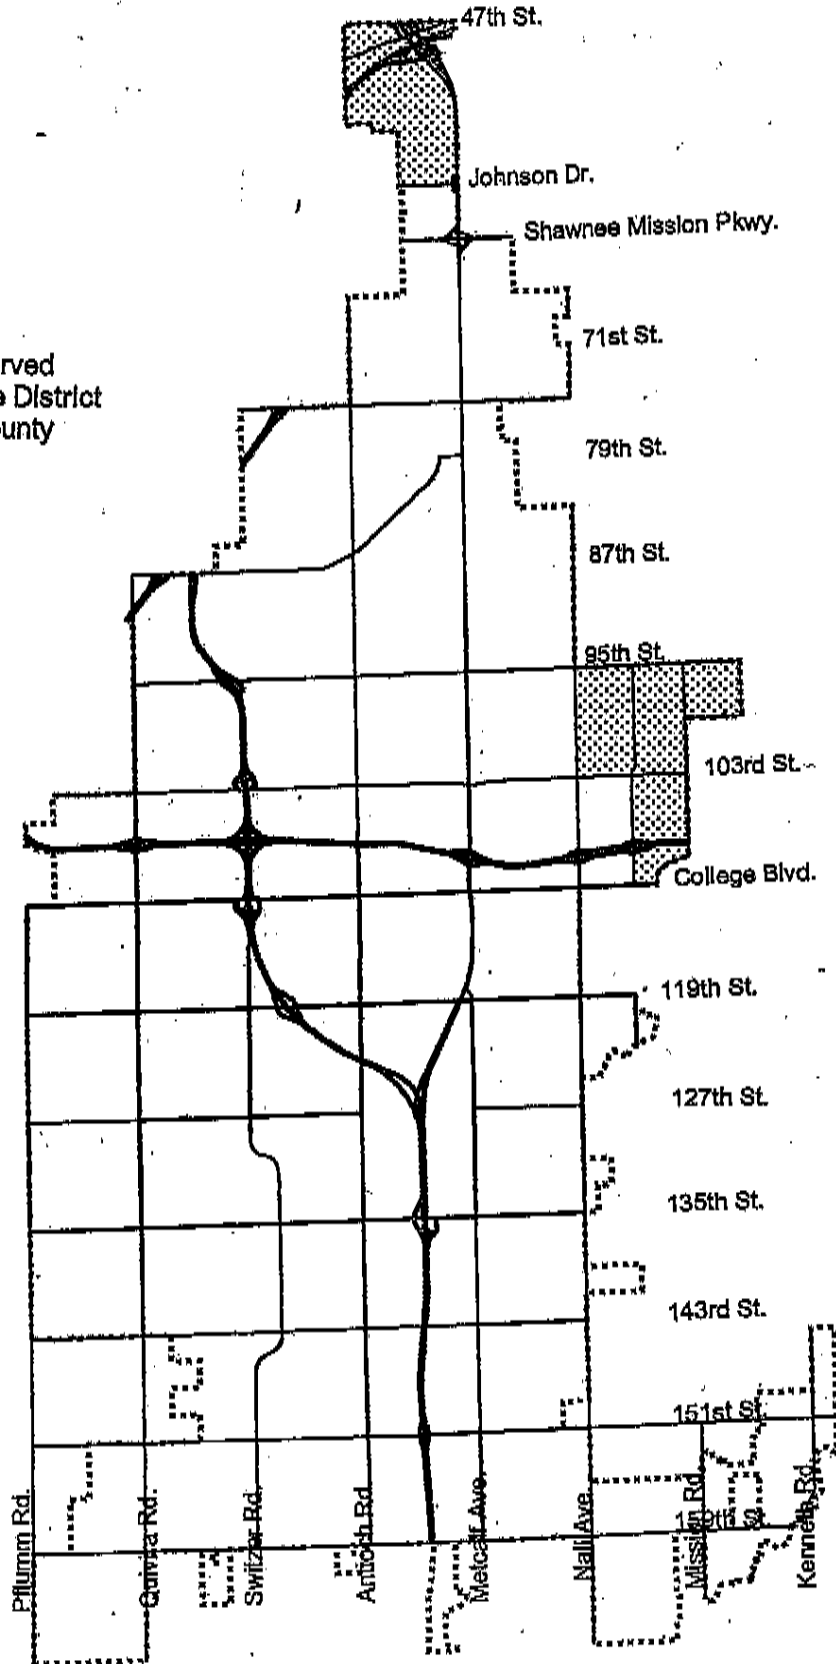 47th St.
Johnson Dr.
Shawnee Mission Pkwy.
71st St.
rved
District
unty
79th St.
87th St.
95th St.
103rd St.
College Blvd.
119th St.
127th St.
135th St.
143rd St.
151st St
Pflumm Rd.
Quivira Rd.
Switzer Rd.
Antioch Rd.
Metcalf Ave.
Nall Ave.
Mission Rd.
Kenneth Rd.